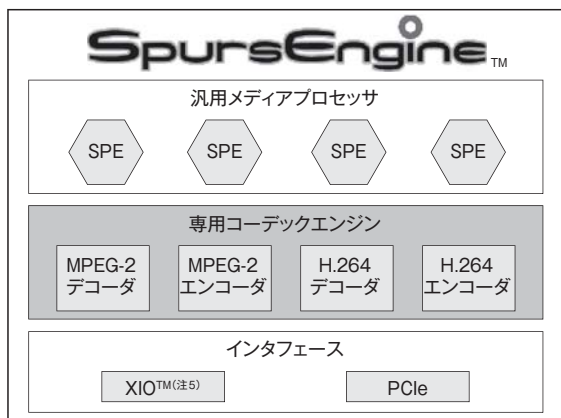 SpursEngine TM
汎用メディアプロセッサ
SPE SPE SPE SPE
専用コーデックエンジン
MPEG-2 MPEG-2 H.264 H.264
デコーダ エンコーダ デコーダ エンコーダ
インタフェース
XIO™(注5) PCIe